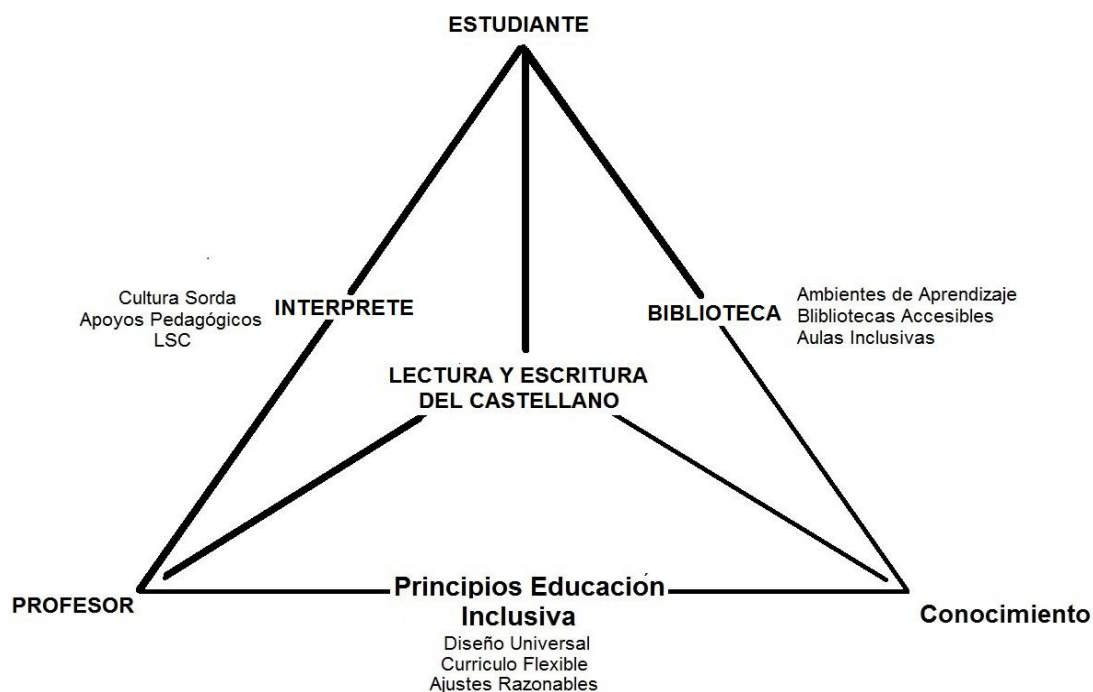 ESTUDIANTE
Cultura Sorda
Apoyos Pedagógicos
LSC
INTERPRETE
BIBLIOTECA
Ambientes de Aprendizaje
Blibliotecas Accesibles
Aulas Inclusivas
LECTURA Y ESCRITURA
DEL CASTELLANO
PROFESOR
Principios Educación
Inclusiva
Diseño Universal
Curriculo Flexible
Ajustes Razonables
Conocimiento